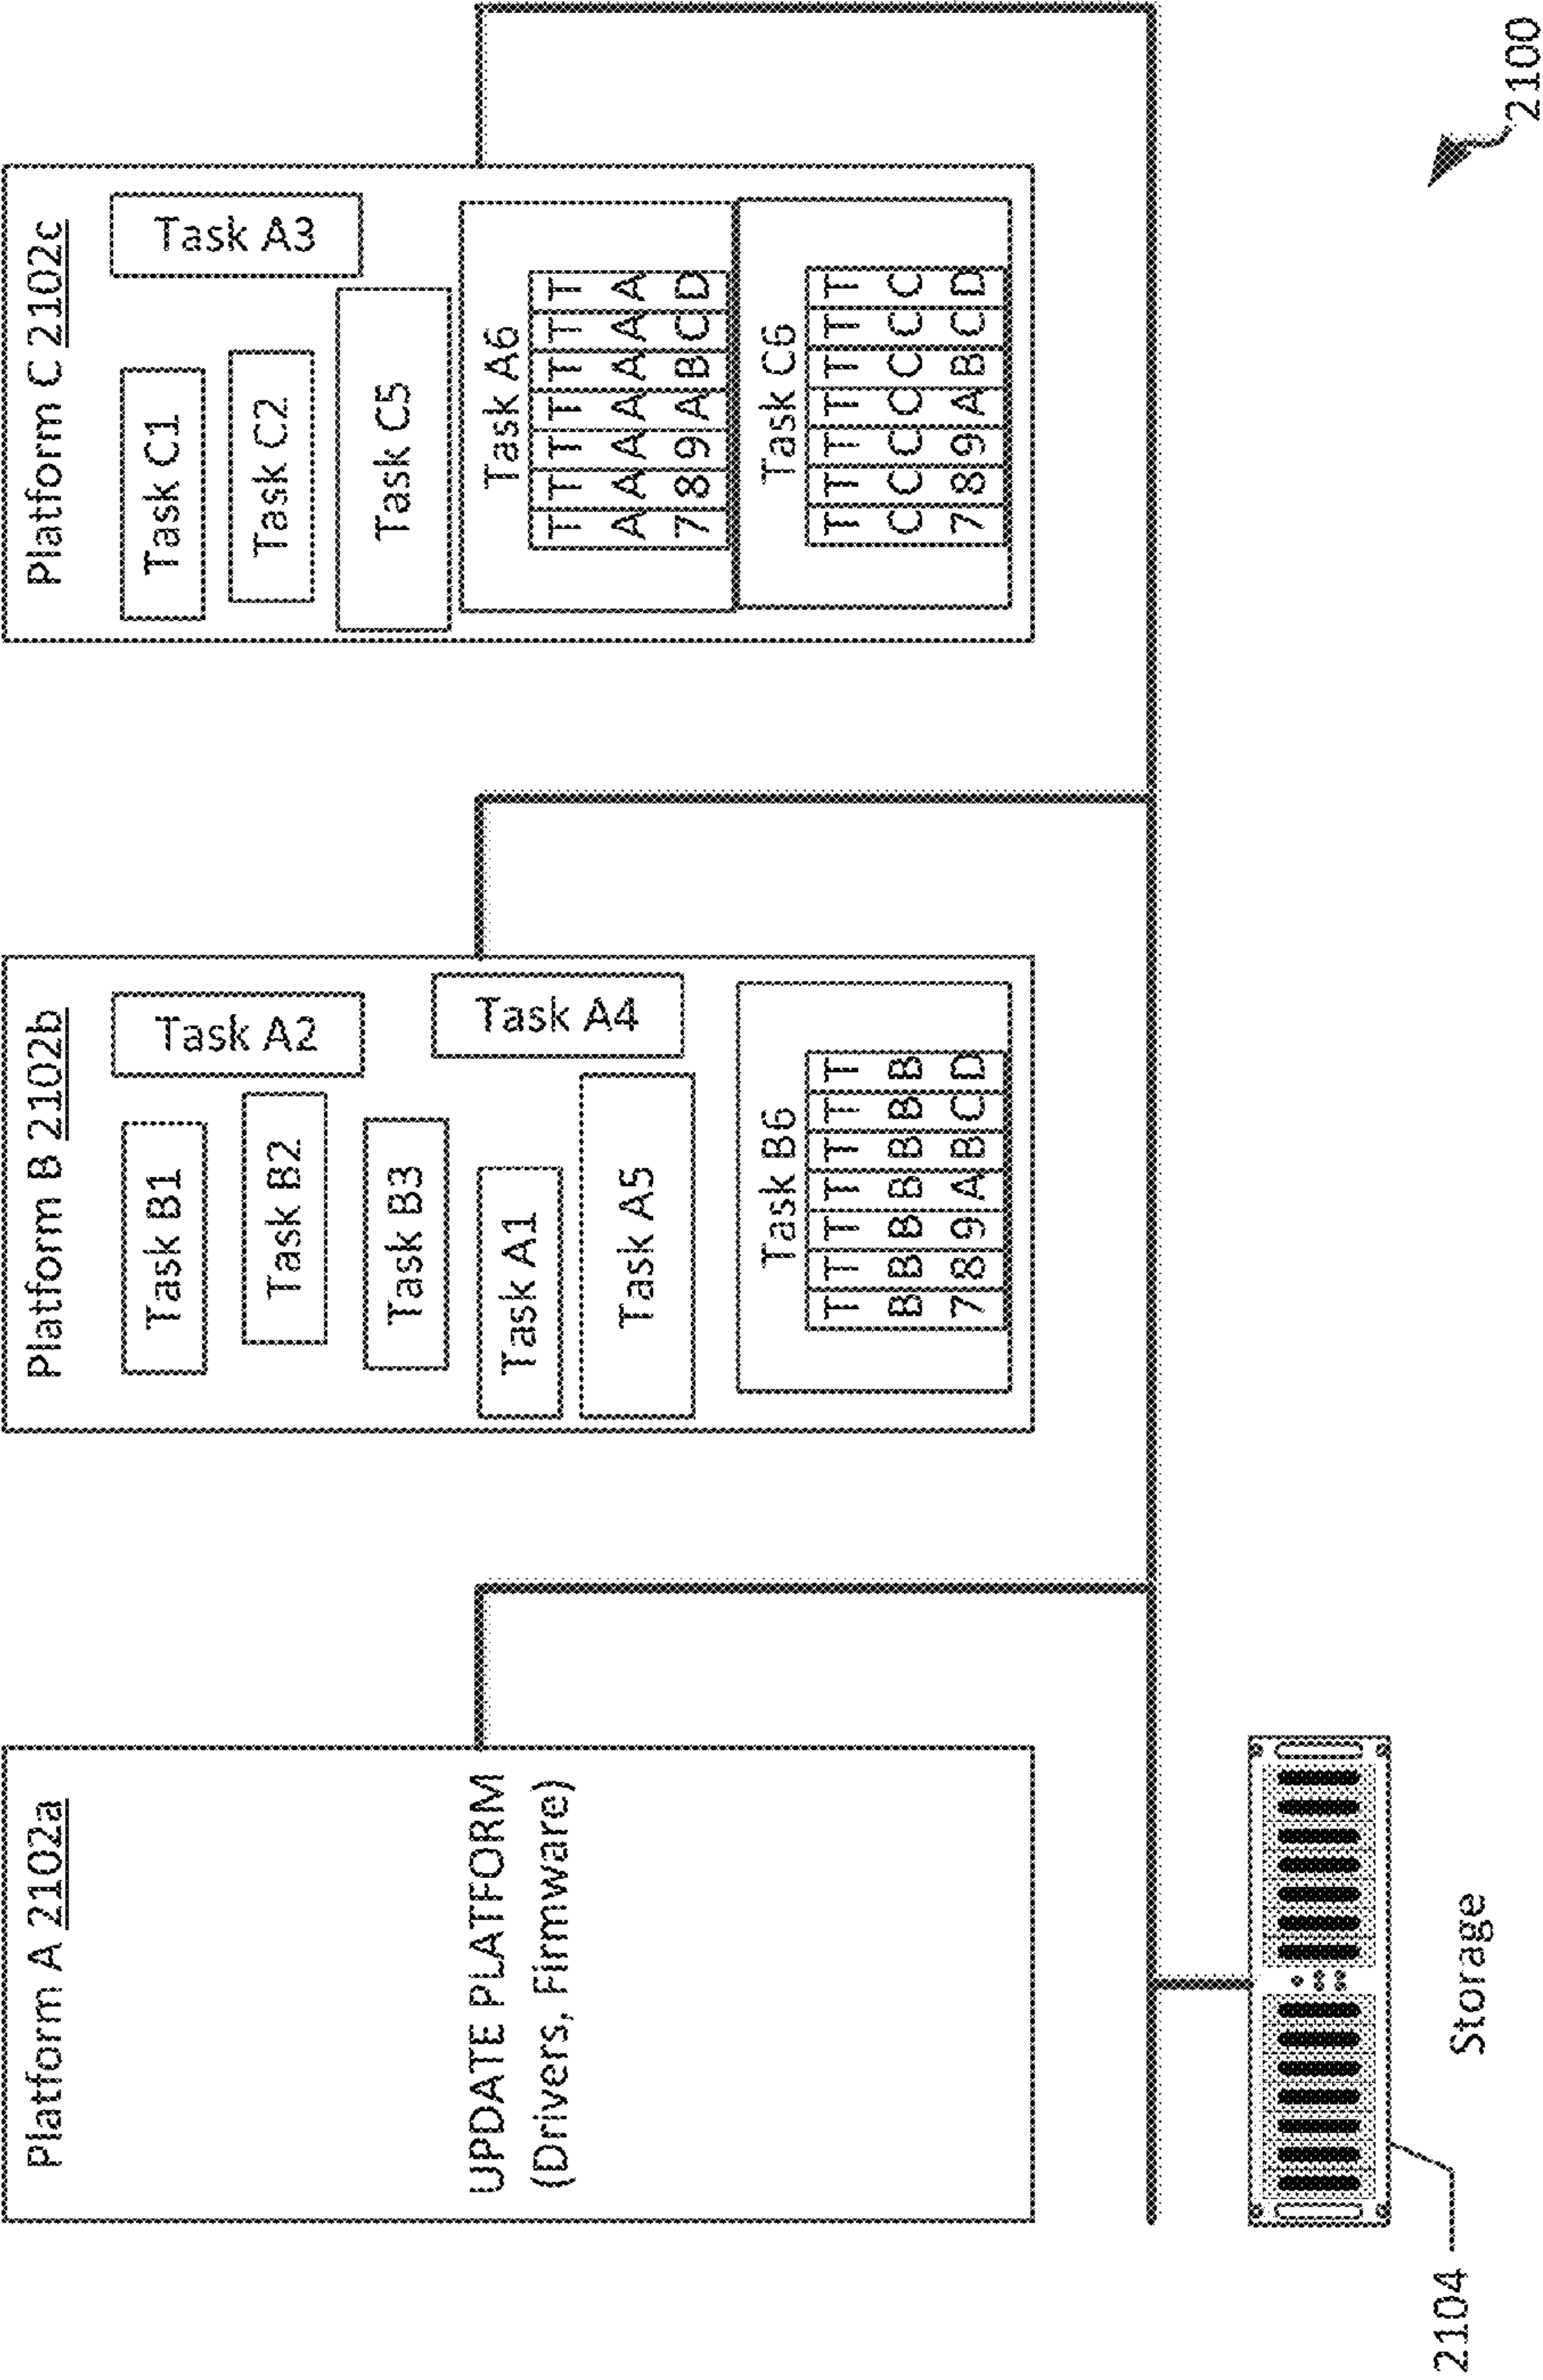 Platform A 2102a
UPDATE PLATFORM
(Drivers, Firmware)
Platform B 2102b
Task B1
Task A2
Task B2
Task B3
Task A4
Task A1
Task A5
Task B6
T T T T T T T
B B B B B B B
7 8 9 A B C D
Platform C 2102c
Task C1
Task A3
Task C2
Task C5
Task A6
T T T T T T T
A A A A A A A
7 8 9 A B C D
Task C6
T T T T T T T
C C C C C C C
7 8 9 A B C D
2104
Storage
2100